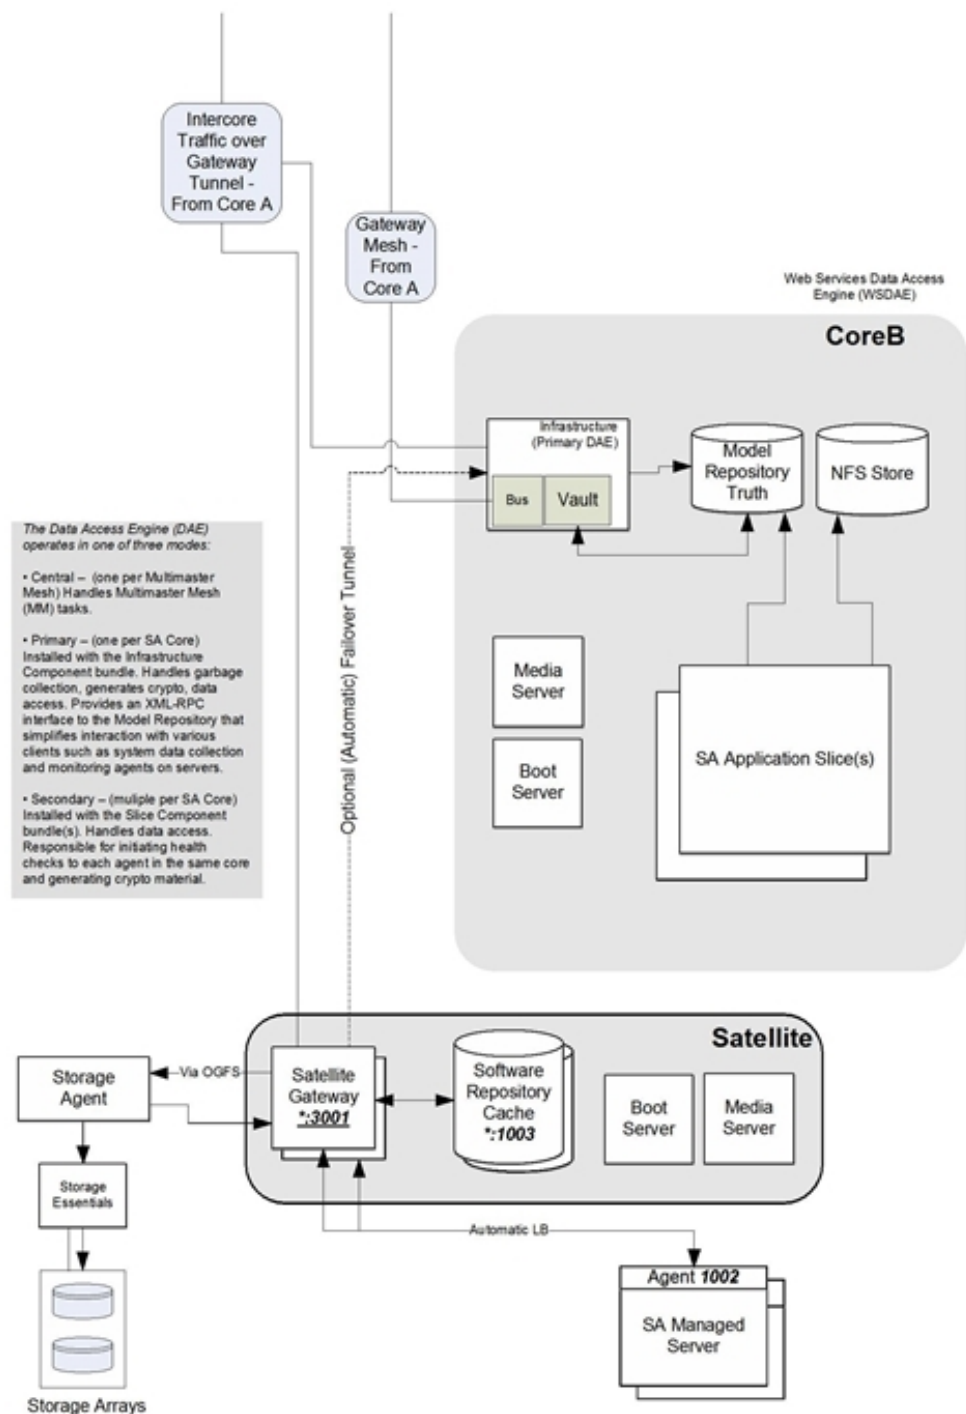 Intercore
Traffic over
Gateway
Tunnel -
From Core A
Gateway
Mesh -
From
Core A
Web Services Data Access
Engine (WSDAE)
CoreB
Infrastructure
(Primary DAE)
Bus
Vault
Model
Repository
Truth
NFS Store
The Data Access Engine (DAE)
operates in one of three modes:
• Central – (one per Multimaster
Mesh) Handles Multimaster Mesh
(MM) tasks.
• Primary – (one per SA Core)
Installed with the Infrastructure
Component bundle. Handles garbage
collection, generates crypto, data
access. Provides an XML-RPC
interface to the Model Repository that
simplifies interaction with various
clients such as system data collection
and monitoring agents on servers.
• Secondary – (muliple per SA Core)
Installed with the Slice Component
bundle(s). Handles data access.
Responsible for initiating health
checks to each agent in the same core
and generating crypto material.
Optional (Automatic) Failover Tunnel
Media
Server
Boot
Server
SA Application Slice(s)
Satellite
Storage
Agent
Via OGFS
Satellite
Gateway
*:3001
Software
Repository
Cache
*:1003
Boot
Server
Media
Server
Storage
Essentials
Automatic LB
Agent 1002
SA Managed
Server
Storage Arrays